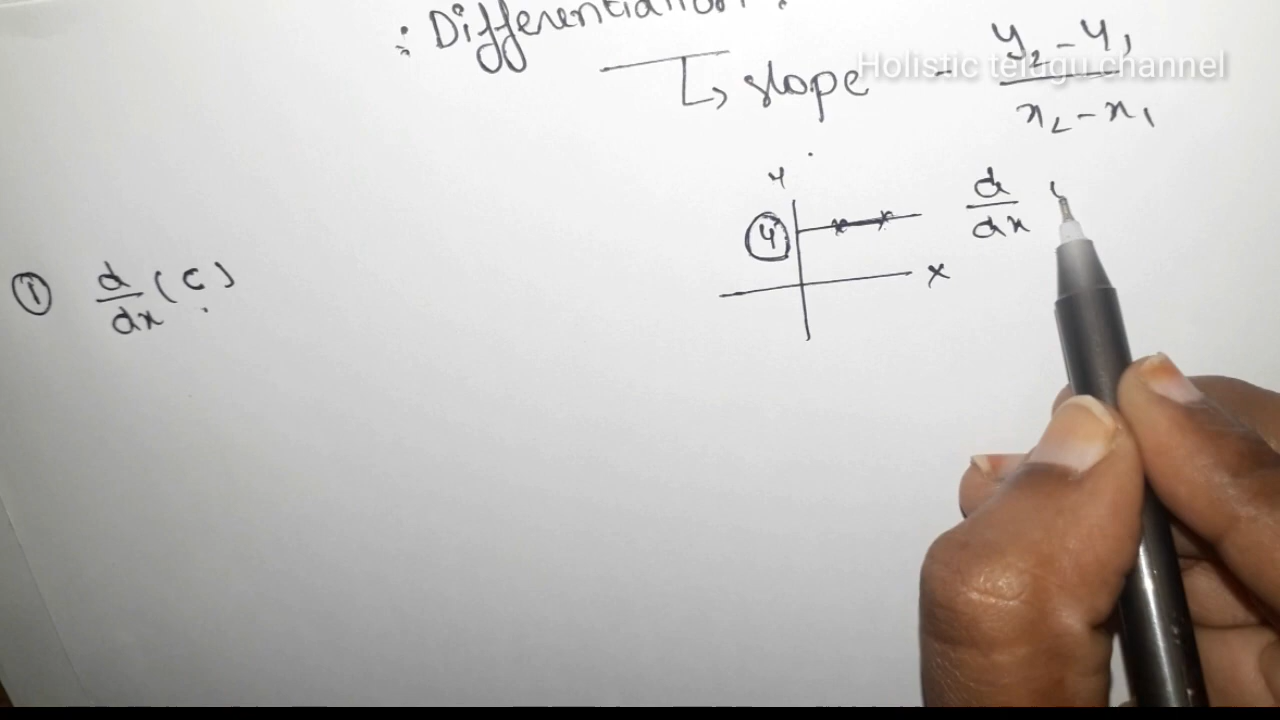 : Differentiation :
↳ slope = y₂ - y₁ / x₂ - x₁
Holistic telugu channel
y
4
x
d/dx (
① d/dx (c)